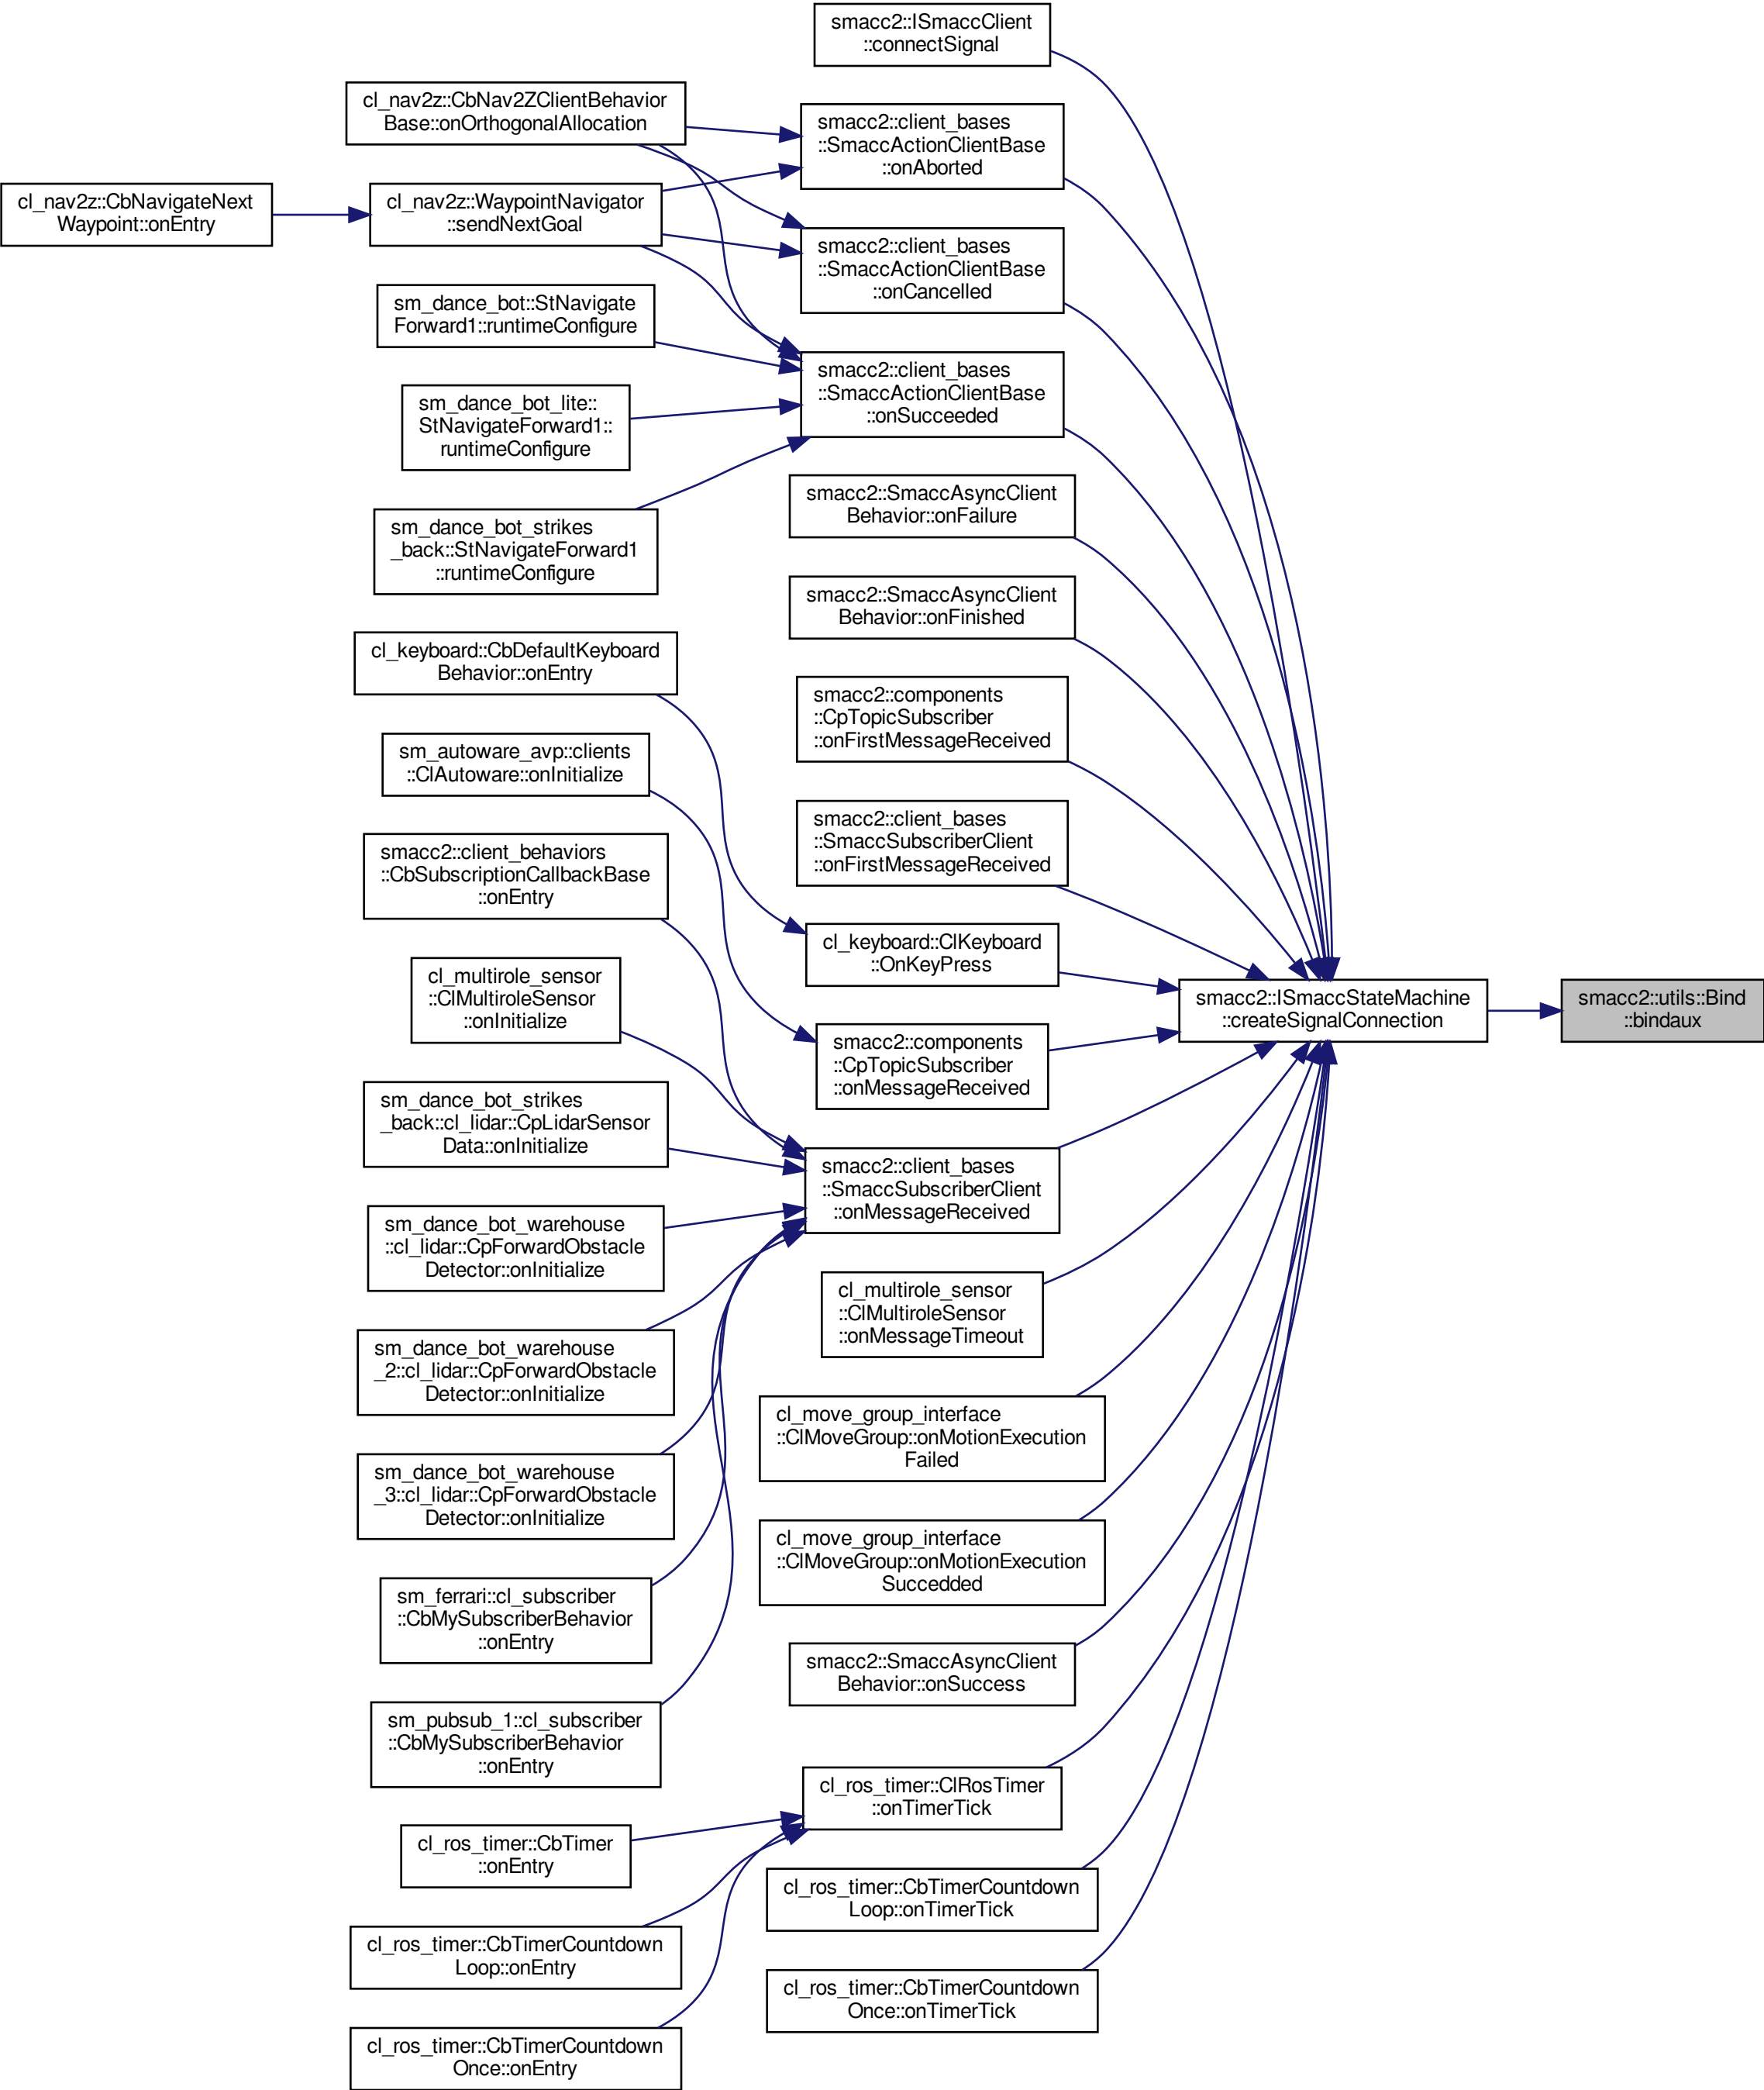 smacc2::ISmaccClient
::connectSignal
cl_nav2z::CbNav2ZClientBehavior
Base::onOrthogonalAllocation
smacc2::client_bases
::SmaccActionClientBase
::onAborted
cl_nav2z::CbNavigateNext
Waypoint::onEntry
cl_nav2z::WaypointNavigator
::sendNextGoal
smacc2::client_bases
::SmaccActionClientBase
::onCancelled
sm_dance_bot::StNavigate
Forward1::runtimeConfigure
smacc2::client_bases
::SmaccActionClientBase
::onSucceeded
sm_dance_bot_lite::
StNavigateForward1::
runtimeConfigure
smacc2::SmaccAsyncClient
Behavior::onFailure
sm_dance_bot_strikes
_back::StNavigateForward1
::runtimeConfigure
smacc2::SmaccAsyncClient
Behavior::onFinished
cl_keyboard::CbDefaultKeyboard
Behavior::onEntry
smacc2::components
::CpTopicSubscriber
::onFirstMessageReceived
sm_autoware_avp::clients
::ClAutoware::onInitialize
smacc2::client_bases
::SmaccSubscriberClient
::onFirstMessageReceived
smacc2::client_behaviors
::CbSubscriptionCallbackBase
::onEntry
cl_keyboard::ClKeyboard
::OnKeyPress
cl_multirole_sensor
::ClMultiroleSensor
::onInitialize
smacc2::ISmaccStateMachine
::createSignalConnection
smacc2::utils::Bind
::bindaux
smacc2::components
::CpTopicSubscriber
::onMessageReceived
sm_dance_bot_strikes
_back::cl_lidar::CpLidarSensor
Data::onInitialize
smacc2::client_bases
::SmaccSubscriberClient
::onMessageReceived
sm_dance_bot_warehouse
::cl_lidar::CpForwardObstacle
Detector::onInitialize
cl_multirole_sensor
::ClMultiroleSensor
::onMessageTimeout
sm_dance_bot_warehouse
_2::cl_lidar::CpForwardObstacle
Detector::onInitialize
cl_move_group_interface
::ClMoveGroup::onMotionExecution
Failed
sm_dance_bot_warehouse
_3::cl_lidar::CpForwardObstacle
Detector::onInitialize
cl_move_group_interface
::ClMoveGroup::onMotionExecution
Succedded
sm_ferrari::cl_subscriber
::CbMySubscriberBehavior
::onEntry
smacc2::SmaccAsyncClient
Behavior::onSuccess
sm_pubsub_1::cl_subscriber
::CbMySubscriberBehavior
::onEntry
cl_ros_timer::ClRosTimer
::onTimerTick
cl_ros_timer::CbTimer
::onEntry
cl_ros_timer::CbTimerCountdown
Loop::onTimerTick
cl_ros_timer::CbTimerCountdown
Loop::onEntry
cl_ros_timer::CbTimerCountdown
Once::onTimerTick
cl_ros_timer::CbTimerCountdown
Once::onEntry